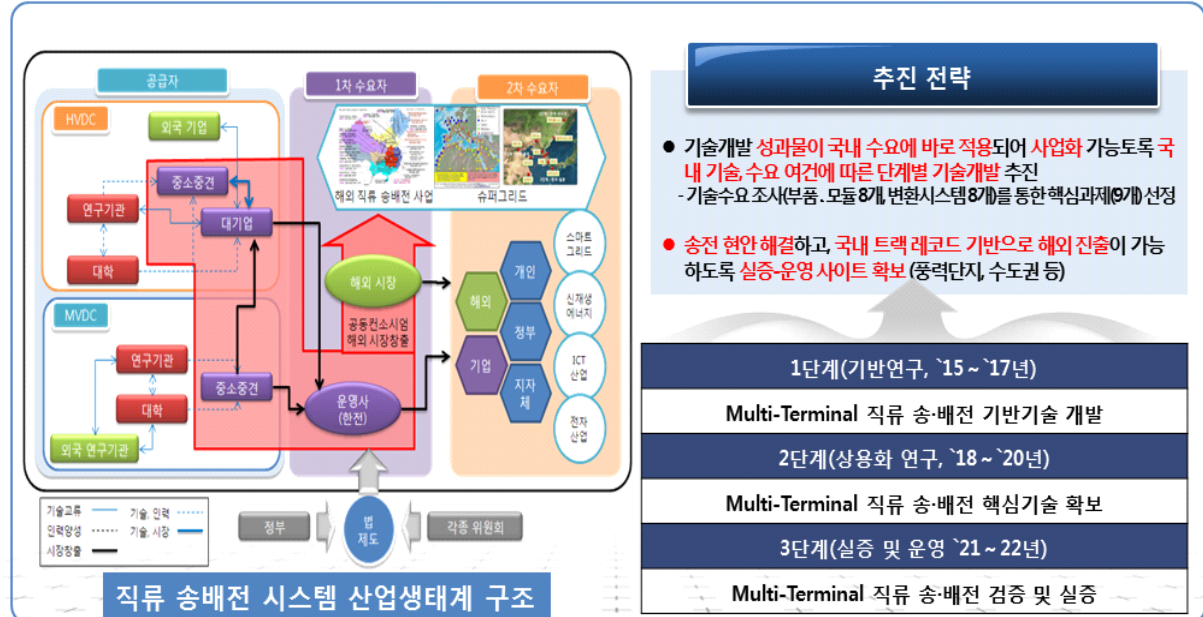 공급자
1차 수요자
2차 수요자
HVDC
외국 기업
중소중견
연구기관
대기업
대학
MVDC
연구기관
중소중견
대학
외국 연구기관
해외 직류 송배전 사업
슈퍼그리드
해외 시장
공동컨소시엄
해외 시장창출
운영사
(한전)
해외
기업
개인
정부
지자
체
스마트
그리드
신재생
에너지
ICT
산업
전자
산업
기술교류
기술, 인력
인력양성
기술, 시장
시장창출
정부
법
제도
각종 위원회
직류 송배전 시스템 산업생태계 구조
추진 전략
● 기술개발 성과물이 국내 수요에 바로 적용되어 사업화 가능토록 국
내 기술, 수요 여건에 따른 단계별 기술개발 추진
- 기술수요 조사(부품․모듈 8개, 변환시스템 8개)를 통한 핵심과제(9개) 선정
● 송전 현안 해결하고, 국내 트랙 레코드 기반으로 해외 진출이 가능
하도록 실증-운영 사이트 확보 (풍력단지, 수도권 등)
1단계(기반연구, `15 ~ `17년)
Multi-Terminal 직류 송·배전 기반기술 개발
2단계(상용화 연구, `18 ~ `20년)
Multi-Terminal 직류 송·배전 핵심기술 확보
3단계(실증 및 운영 `21 ~ 22년)
Multi-Terminal 직류 송·배전 검증 및 실증